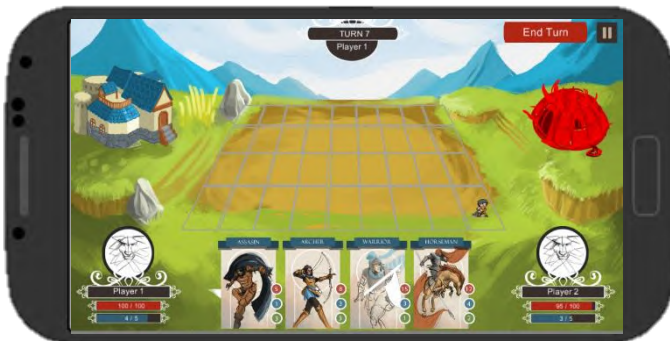 TURN 7
Player 1
End Turn
ASSASIN
ARCHER
WARRIOR
HORSEMAN
Player 1
100 / 100
4 / 5
Player 2
95 / 100
3 / 5